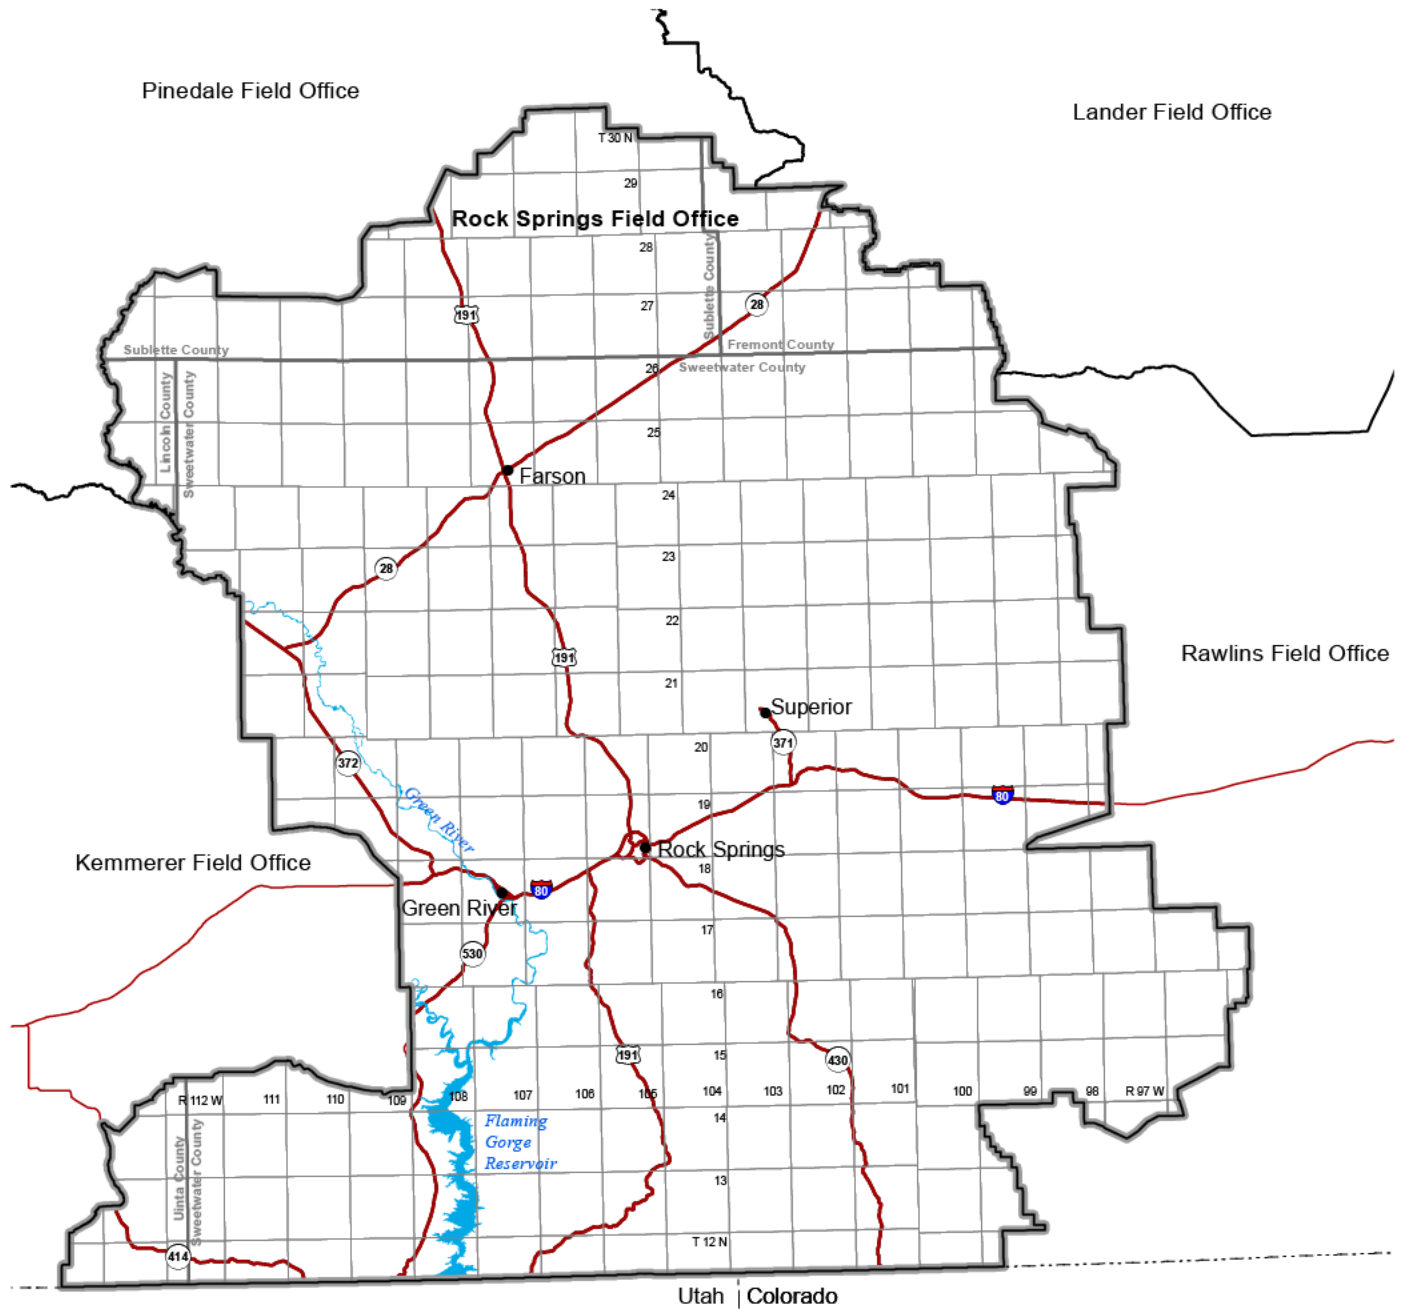 Pinedale Field Office
Lander Field Office
T 30 N
29
Rock Springs Field Office
28
Sublette County
27
28
191
Sublette County
Fremont County
26
Sweetwater County
Lincoln County
Sweetwater County
25
Farson
24
23
28
22
191
Rawlins Field Office
21
Superior
20
371
372
19
80
Green River
Rock Springs
Kemmerer Field Office
18
80
Green River
17
530
16
191
15
430
R 112 W
111
110
109
108
107
106
105
104
103
102
101
100
99
98
R 97 W
14
Flaming
Gorge
Reservoir
Uinta County
Sweetwater County
13
T 12 N
414
Utah
Colorado